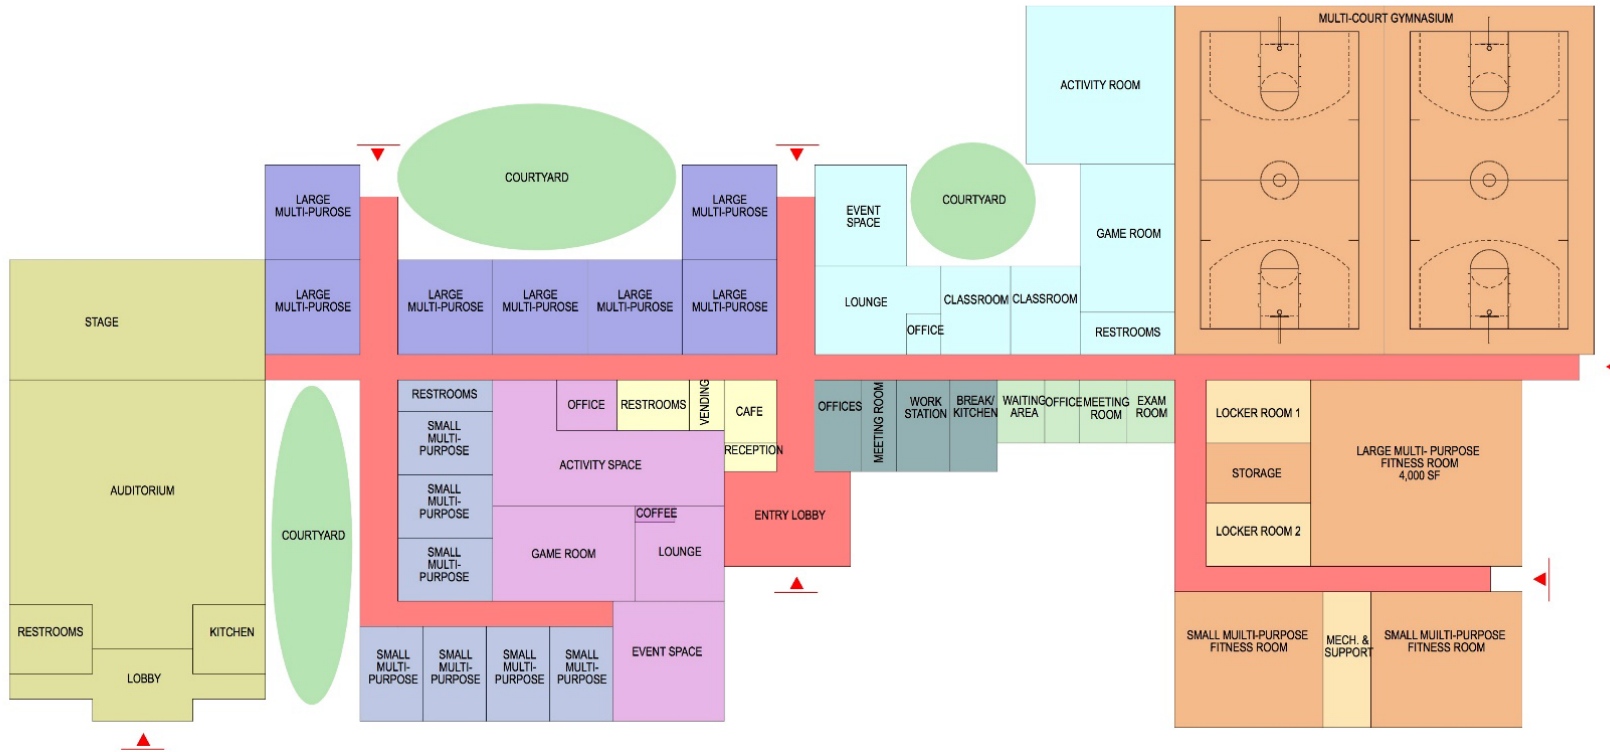 MULTI-COURT GYMNASIUM
ACTIVITY ROOM
COURTYARD
LARGE
MULTI-PUROSE
LARGE
MULTI-PUROSE
EVENT
SPACE
COURTYARD
GAME ROOM
STAGE
LARGE
MULTI-PUROSE
LARGE
MULTI-PUROSE
LARGE
MULTI-PUROSE
LARGE
MULTI-PUROSE
LARGE
MULTI-PUROSE
LOUNGE
CLASSROOM
CLASSROOM
OFFICE
RESTROOMS
RESTROOMS
OFFICE
RESTROOMS
VENDING
CAFE
RECEPTION
OFFICES
MEETING ROOM
WORK
STATION
BREAK/
KITCHEN
WAITING
AREA
OFFICE
MEETING
ROOM
EXAM
ROOM
LOCKER ROOM 1
STORAGE
LOCKER ROOM 2
LARGE MULTI- PURPOSE
FITNESS ROOM
4,000 SF
AUDITORIUM
COURTYARD
SMALL
MULTI-
PURPOSE
SMALL
MULTI-
PURPOSE
SMALL
MULTI-
PURPOSE
ACTIVITY SPACE
COFFEE
GAME ROOM
LOUNGE
ENTRY LOBBY
RESTROOMS
KITCHEN
LOBBY
SMALL
MULTI-
PURPOSE
SMALL
MULTI-
PURPOSE
SMALL
MULTI-
PURPOSE
SMALL
MULTI-
PURPOSE
EVENT SPACE
SMALL MUILTI-PURPOSE
FITNESS ROOM
MECH. &
SUPPORT
SMALL MUILTI-PURPOSE
FITNESS ROOM